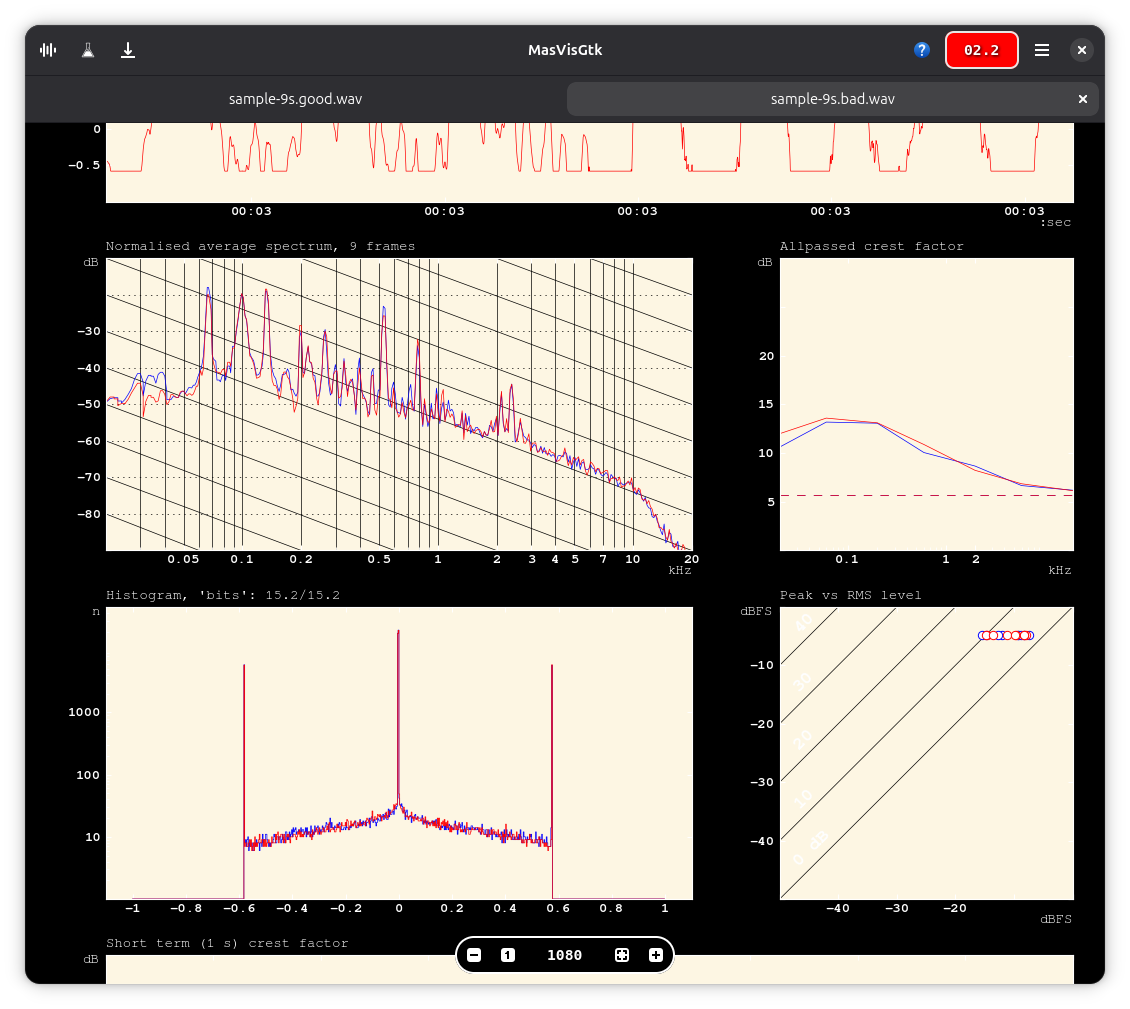 MasVisGtk
?
02.2
sample-9s.good.wav
sample-9s.bad.wav
0
−0.5
00:03 00:03 00:03 00:03 00:03
:sec
Normalised average spectrum, 9 frames
dB
−30
−40
−50
−60
−70
−80
0.05 0.1 0.2 0.5 1 2 3 4 5 7 10 20
kHz
Allpassed crest factor
dB
20
15
10
5
0.1 1 2
kHz
Histogram, 'bits': 15.2/15.2
n
1000
100
10
−1 −0.8 −0.6 −0.4 −0.2 0 0.2 0.4 0.6 0.8 1
Peak vs RMS level
dBFS
−10
−20
−30
−40
40
30
20
10
0 dB
−40 −30 −20
dBFS
Short term (1 s) crest factor
dB
1 1080